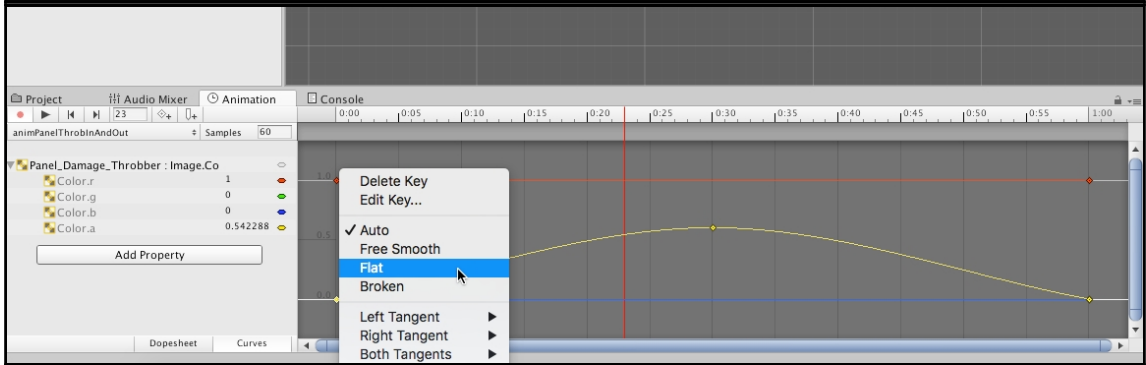 Project Audio Mixer Animation Console
23
0:00 0:05 0:10 0:15 0:20 0:25 0:30 0:35 0:40 0:45 0:50 0:55 1:00
animPanelThrobInAndOut Samples 60
Panel_Damage_Throbber : Image.Co
Color.r 1
Color.g 0
Color.b 0
Color.a 0.542288
Add Property
1.0
0.5
0.0
Delete Key
Edit Key...
Auto
Free Smooth
Flat
Broken
Left Tangent
Right Tangent
Both Tangents
Dopesheet Curves